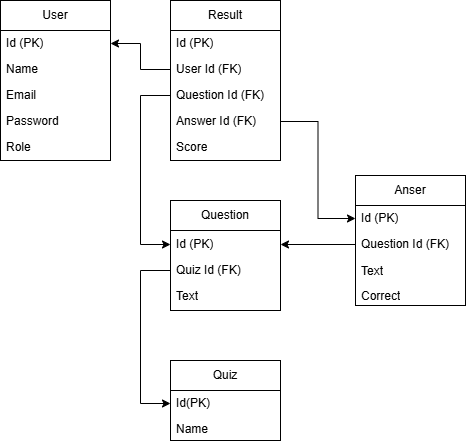 User
Id (PK)
Name
Email
Password
Role
Result
Id (PK)
User Id (FK)
Question Id (FK)
Answer Id (FK)
Score
Anser
Id (PK)
Question Id (FK)
Text
Correct
Question
Id (PK)
Quiz Id (FK)
Text
Quiz
Id(PK)
Name